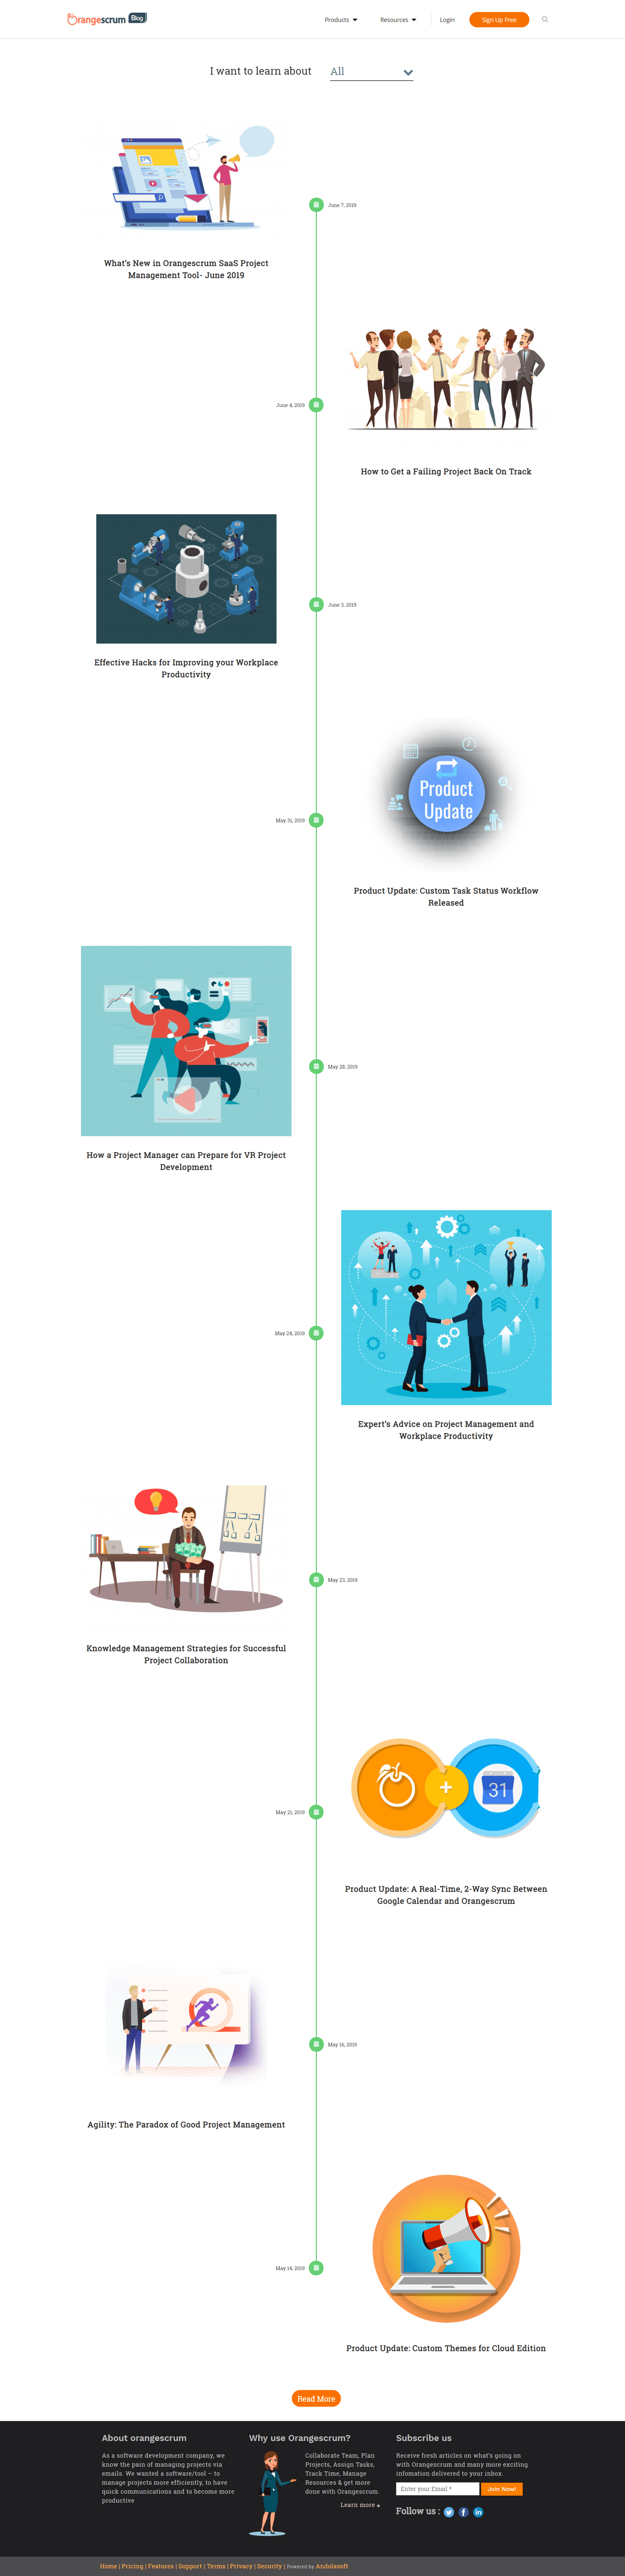 Orangescrum Blog
Products
Resources
Login
Sign Up Free
I want to learn about
All
June 7, 2019
What's New in Orangescrum SaaS Project
Management Tool- June 2019
June 4, 2019
How to Get a Failing Project Back On Track
June 3, 2019
Effective Hacks for Improving your Workplace
Productivity
Product
Update
May 31, 2019
Product Update: Custom Task Status Workflow
Released
May 28, 2019
How a Project Manager can Prepare for VR Project
Development
May 24, 2019
Expert's Advice on Project Management and
Workplace Productivity
May 23, 2019
Knowledge Management Strategies for Successful
Project Collaboration
+
31
May 21, 2019
Product Update: A Real-Time, 2-Way Sync Between
Google Calendar and Orangescrum
May 16, 2019
Agility: The Paradox of Good Project Management
May 14, 2019
Product Update: Custom Themes for Cloud Edition
Read More
About orangescrum
As a software development company, we
know the pain of managing projects via
emails. We wanted a software/tool – to
manage projects more efficiently, to have
quick communications and to become more
productive
Why use Orangescrum?
Collaborate Team, Plan
Projects, Assign Tasks,
Track Time, Manage
Resources & get more
done with Orangescrum.
Learn more
Subscribe us
Receive fresh articles on what's going on
with Orangescrum and many more exciting
infomation delivered to your inbox.
Enter your Email *
Join Now!
Follow us :
Home | Pricing | Features | Support | Terms | Privacy | Security | Powered by Andolasoft